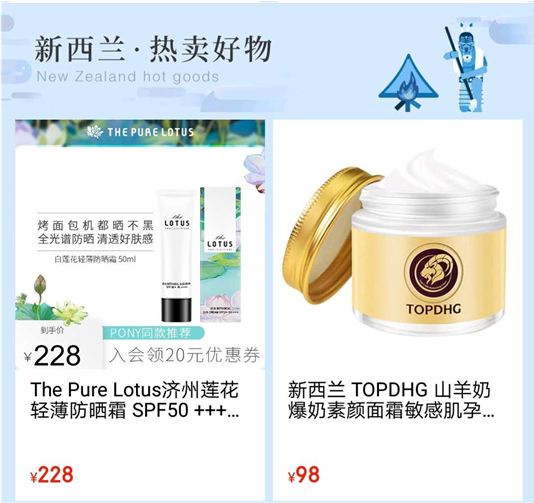 新西兰·热卖好物
New Zealand hot goods
THE PURE LOTUS
烤面包机都晒不黑
全光谱防晒 清透好肤感
白莲花轻薄防晒霜 50ml
the
LOTUS
the
LOTUS
到手价
¥228
PONY同款推荐
入会领20元优惠券
TOPDHG
The Pure Lotus济州莲花
轻薄防晒霜 SPF50 +++...
¥228
新西兰 TOPDHG 山羊奶
爆奶素颜面霜敏感肌孕...
¥98